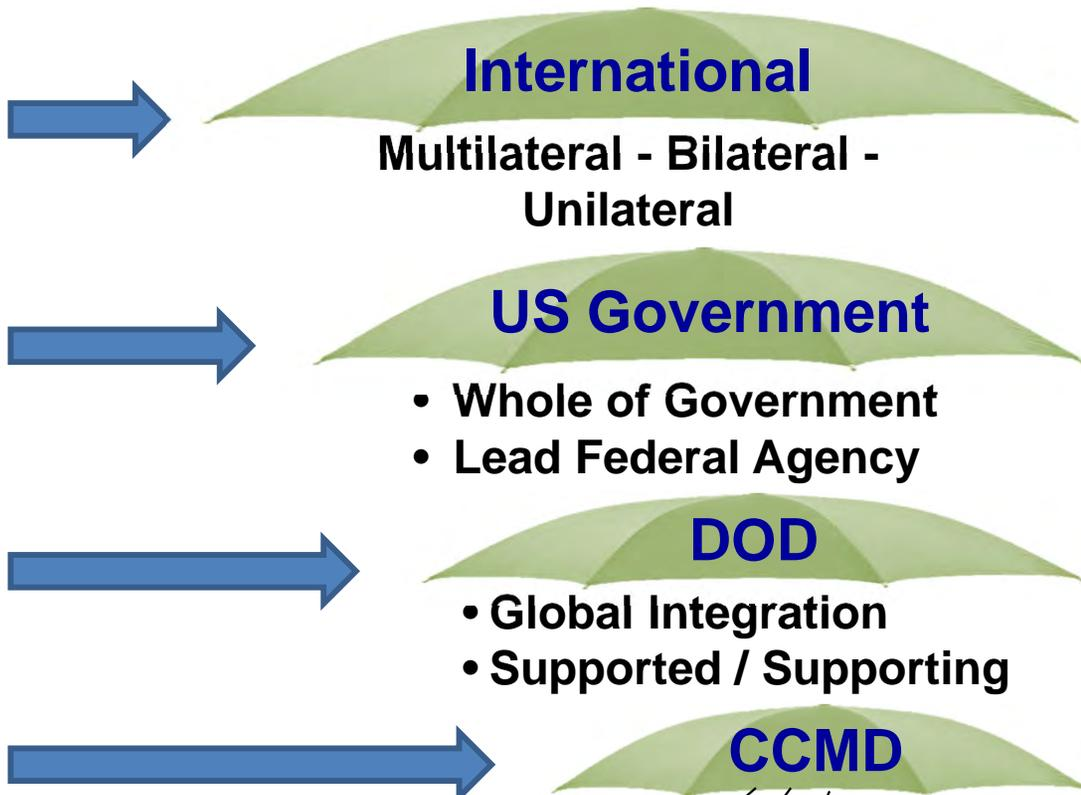 International
Multilateral - Bilateral -
Unilateral
US Government
• Whole of Government
• Lead Federal Agency
DOD
• Global Integration
• Supported / Supporting
CCMD